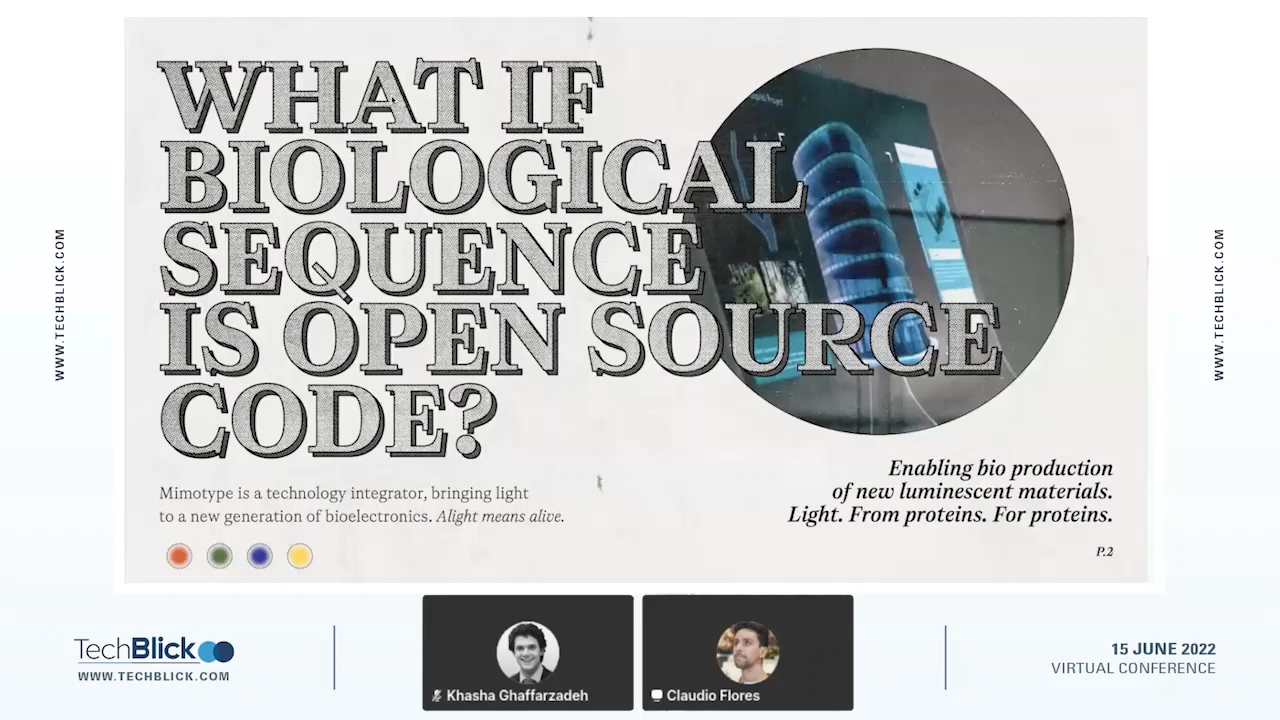 WHAT IF
BIOLOGICAL
SEQUENCE
IS OPEN SOURCE
CODE?
Mimotype is a technology integrator, bringing light
to a new generation of bioelectronics. Alight means alive.
Enabling bio production
of new luminescent materials.
Light. From proteins. For proteins.
P.2
WWW.TECHBLICK.COM
WWW.TECHBLICK.COM
TechBlick
WWW.TECHBLICK.COM
Khasha Ghaffarzadeh
Claudio Flores
15 JUNE 2022
VIRTUAL CONFERENCE